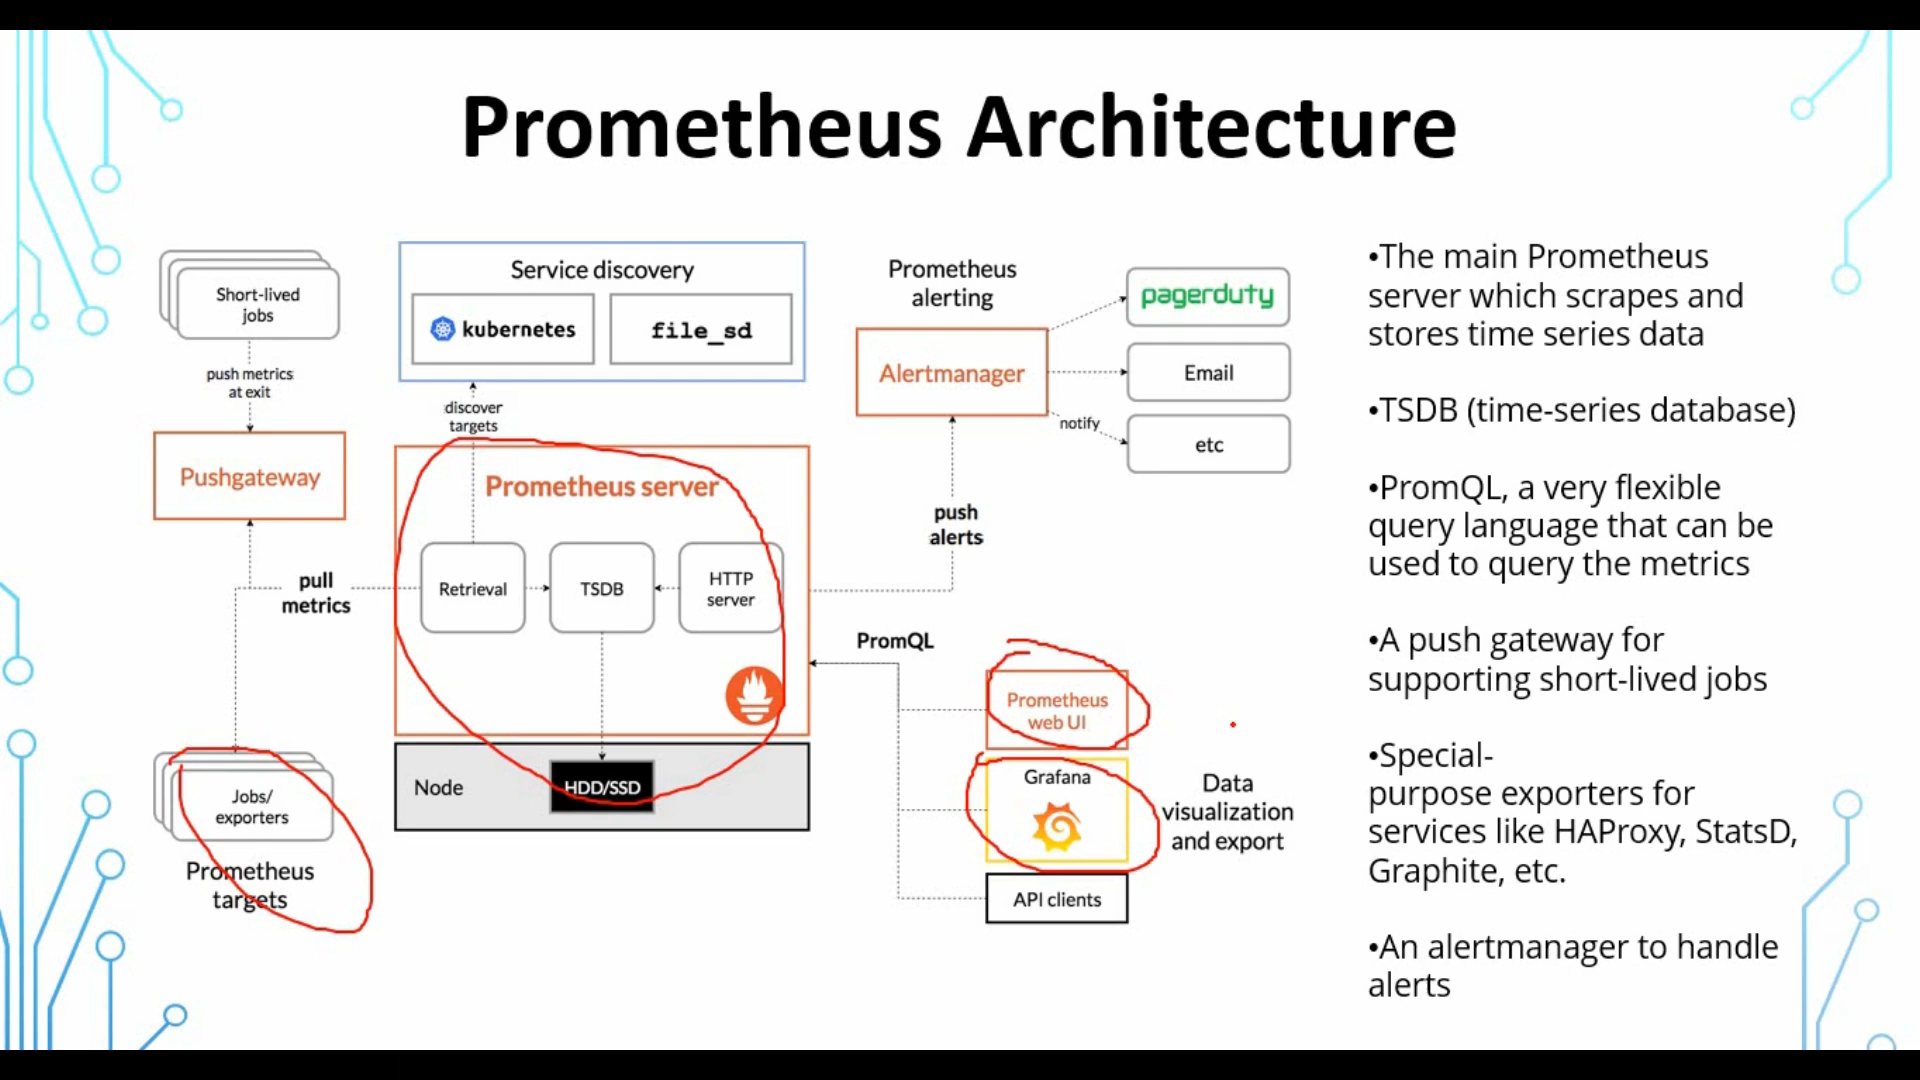 Prometheus Architecture
Short-lived
jobs
push metrics
at exit
Pushgateway
pull
metrics
Jobs/
exporters
Prometheus
targets
Service discovery
kubernetes
file_sd
discover
targets
Prometheus server
Retrieval
TSDB
HTTP
server
Node
HDD/SSD
Prometheus
alerting
Alertmanager
pagerduty
Email
etc
notify
push
alerts
PromQL
Prometheus
web UI
Grafana
API clients
Data
visualization
and export
•The main Prometheus
server which scrapes and
stores time series data
•TSDB (time-series database)
•PromQL, a very flexible
query language that can be
used to query the metrics
•A push gateway for
supporting short-lived jobs
•Special-
purpose exporters for
services like HAProxy, StatsD,
Graphite, etc.
•An alertmanager to handle
alerts